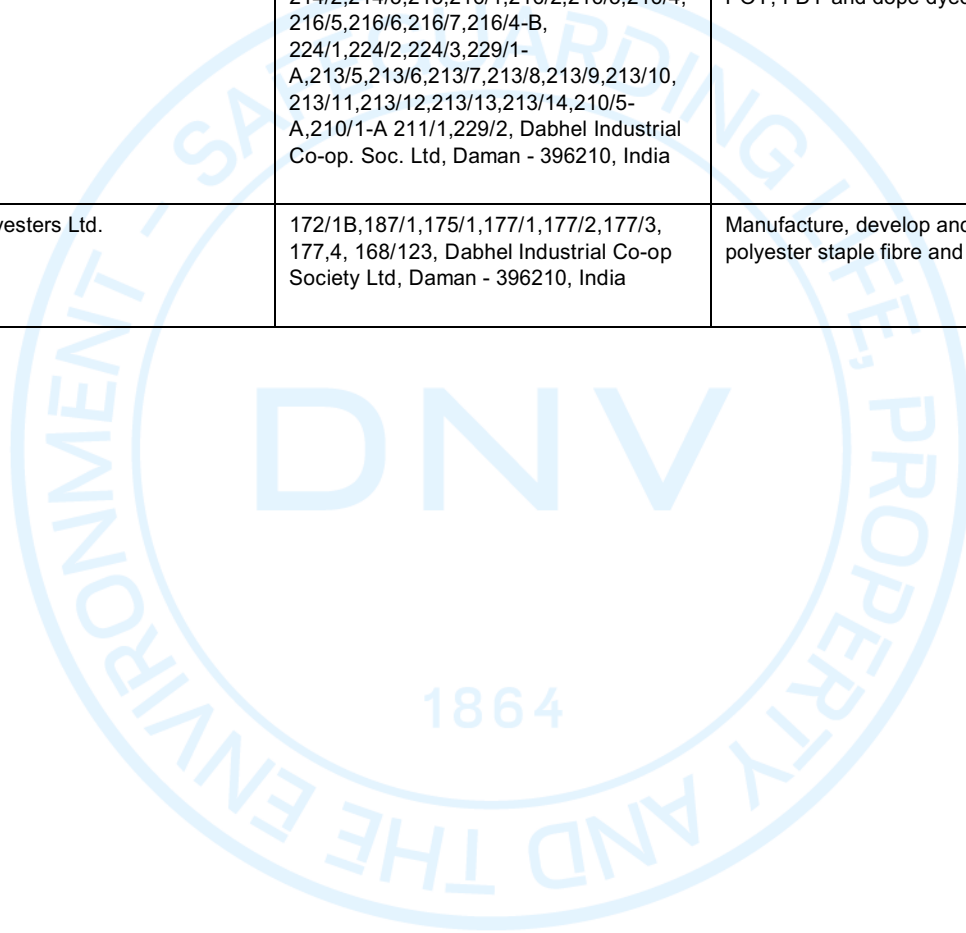 216/5,216/6,216/7,216/4-B,
224/1,224/2,224/3,229/1-
A,213/5,213/6,213/7,213/8,213/9,213/10,
213/11,213/12,213/13,213/14,210/5-
A,210/1-A 211/1,229/2, Dabhel Industrial
Co-op. Soc. Ltd, Daman - 396210, India
yesters Ltd.
172/1B,187/1,175/1,177/1,177/2,177/3,
177,4, 168/123, Dabhel Industrial Co-op
Society Ltd, Daman - 396210, India
Manufacture, develop and
polyester staple fibre and
SAFEGUARDING LIFE, PROPERTY AND THE ENVIRONMENT -
DNV
1864